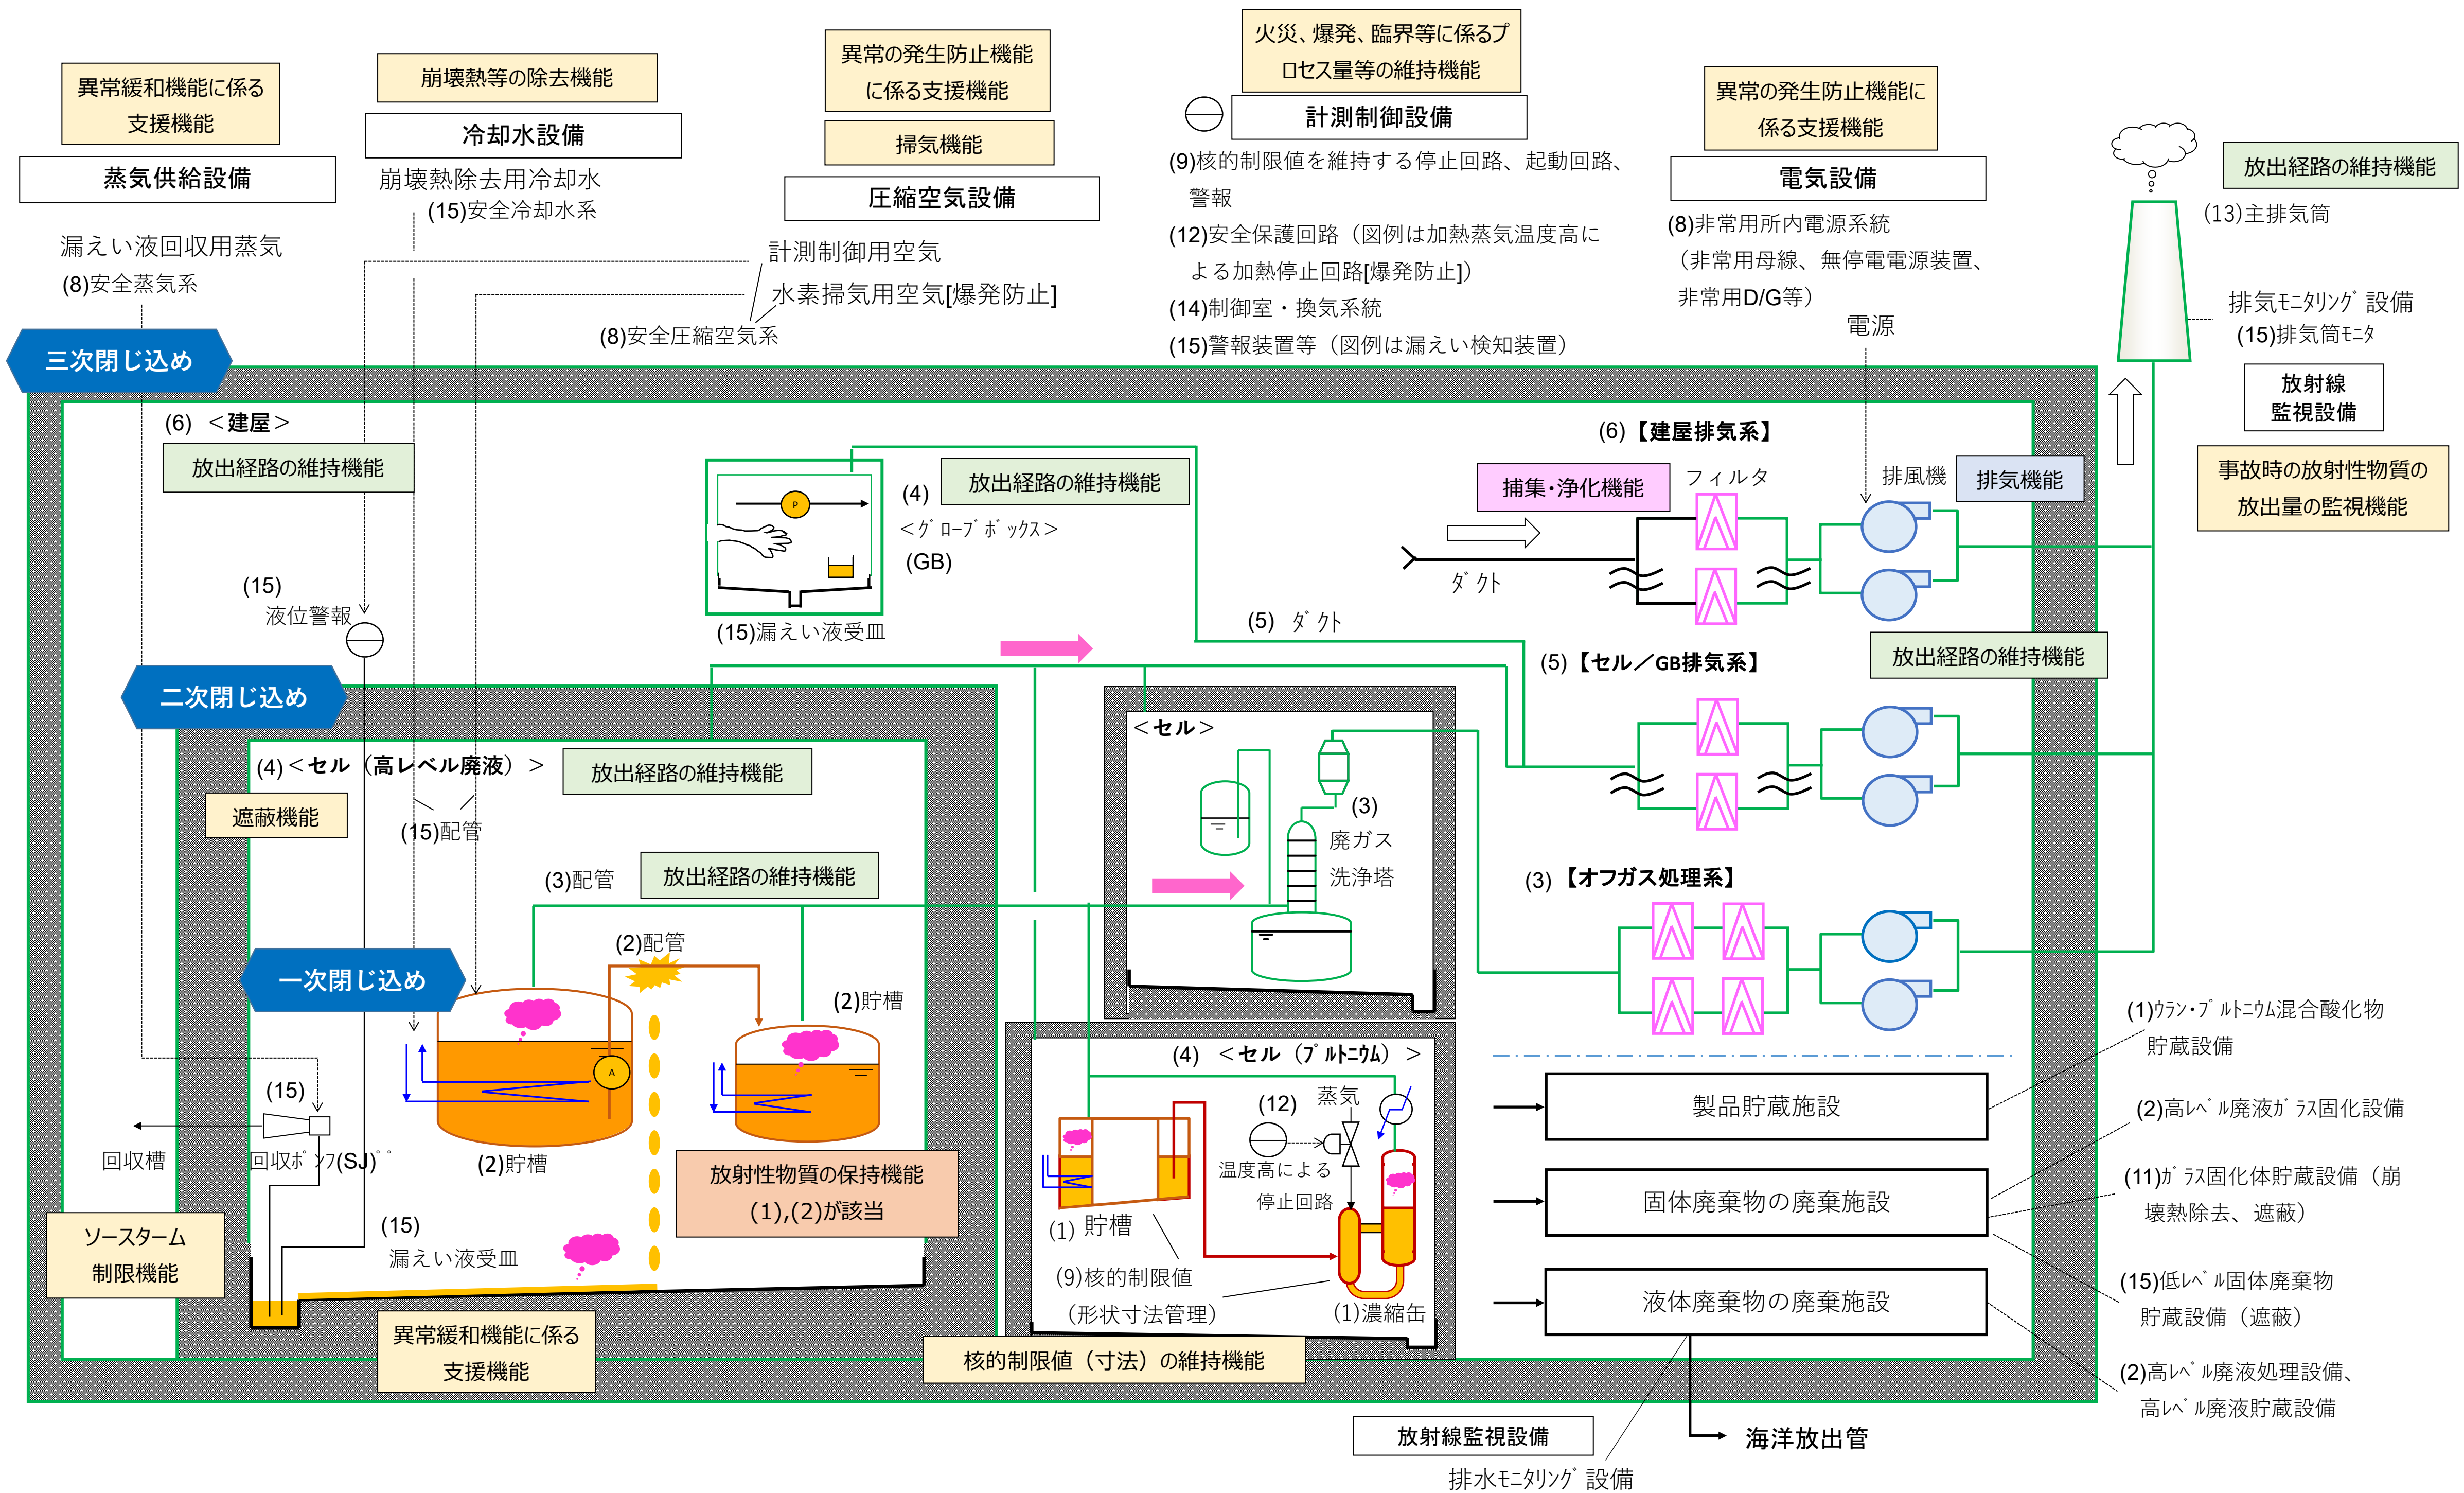 異常緩和機能に係る
支援機能
蒸気供給設備
漏えい液回収用蒸気
(8)安全蒸気系
崩壊熱等の除去機能
冷却水設備
崩壊熱除去用冷却水
(15)安全冷却水系
異常の発生防止機能
に係る支援機能
掃気機能
圧縮空気設備
計測制御用空気
水素掃気用空気[爆発防止]
(8)安全圧縮空気系
火災、爆発、臨界等に係るプ
ロセス量等の維持機能
計測制御設備
(9)核的制限値を維持する停止回路、起動回路、
警報
(12)安全保護回路（図例は加熱蒸気温度高に
よる加熱停止回路[爆発防止]）
(14)制御室・換気系統
(15)警報装置等（図例は漏えい検知装置）
異常の発生防止機能に
係る支援機能
電気設備
(8)非常用所内電源系統
（非常用母線、無停電電源装置、
非常用D/G等）
電源
放出経路の維持機能
(13)主排気筒
排気ﾓﾆﾀﾘﾝｸﾞ設備
(15)排気筒ﾓﾆﾀ
放射線
監視設備
事故時の放射性物質の
放出量の監視機能
三次閉じ込め
(6) ＜建屋＞
放出経路の維持機能
(15)
液位警報
P
(4)
放出経路の維持機能
＜ｸﾞﾛｰﾌﾞﾎﾞｯｸｽ＞
(GB)
(15)漏えい液受皿
(6)【建屋排気系】
捕集・浄化機能
フィルタ
排風機
排気機能
ﾀﾞｸﾄ
(5) ﾀﾞｸﾄ
(5)【セル／GB排気系】
放出経路の維持機能
二次閉じ込め
(4)＜セル（高レベル廃液）＞
放出経路の維持機能
遮蔽機能
(15)配管
(3)配管
放出経路の維持機能
＜セル＞
(3)
廃ガス
洗浄塔
(3)【オフガス処理系】
一次閉じ込め
(2)配管
(2)貯槽
A
(15)
回収槽
回収ﾎﾟﾝﾌ(SJ)ﾟ
(2)貯槽
放射性物質の保持機能
(1),(2)が該当
ソースターム
制限機能
(15)
漏えい液受皿
異常緩和機能に係る
支援機能
(4) ＜セル（ﾌﾟﾙﾄﾆｳﾑ）＞
蒸気
(12)
温度高による
停止回路
(1) 貯槽
(9)核的制限値
（形状寸法管理）
(1)濃縮缶
核的制限値（寸法）の維持機能
製品貯蔵施設
固体廃棄物の廃棄施設
液体廃棄物の廃棄施設
(1)ｳﾗﾝ・ﾌﾟﾙﾄﾆｳﾑ混合酸化物
貯蔵設備
(2)高ﾚﾍﾞﾙ廃液ｶﾞﾗｽ固化設備
(11)ｶﾞﾗｽ固化体貯蔵設備（崩
壊熱除去、遮蔽）
(15)低ﾚﾍﾞﾙ固体廃棄物
貯蔵設備（遮蔽）
(2)高ﾚﾍﾞﾙ廃液処理設備、
高ﾚﾍﾞﾙ廃液貯蔵設備
放射線監視設備
排水ﾓﾆﾀﾘﾝｸﾞ設備
海洋放出管